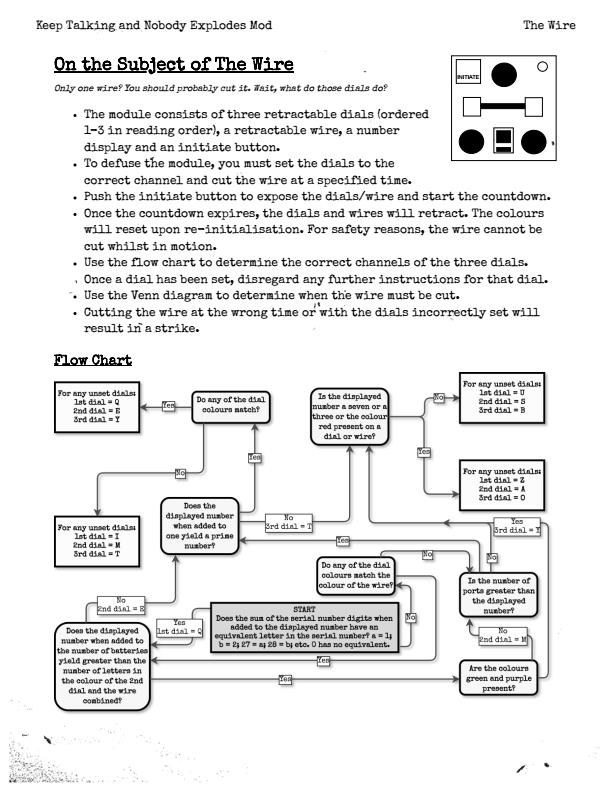 Keep Talking and Nobody Explodes Mod
The Wire
On the Subject of The Wire
Only one wire? You should probably cut it. Wait, what do those dials do?
INITIATE
• The module consists of three retractable dials (ordered
1-3 in reading order), a retractable wire, a number
display and an initiate button.
• To defuse the module, you must set the dials to the
correct channel and cut the wire at a specified time.
• Push the initiate button to expose the dials/wire and start the countdown.
• Once the countdown expires, the dials and wires will retract. The colours
will reset upon re-initialisation. For safety reasons, the wire cannot be
cut whilst in motion.
• Use the flow chart to determine the correct channels of the three dials.
• Once a dial has been set, disregard any further instructions for that dial.
• Use the Venn diagram to determine when the wire must be cut.
• Cutting the wire at the wrong time or with the dials incorrectly set will
result in a strike.
Flow Chart
For any unset dials:
1st dial = Q
2nd dial = E
3rd dial = Y
Yes
Do any of the dial
colours match?
Is the displayed
number a seven or a
three or the colour
red present on a
dial or wire?
No
For any unset dials:
1st dial = U
2nd dial = S
3rd dial = B
Yes
Yes
No
For any unset dials:
1st dial = Z
2nd dial = A
3rd dial = O
For any unset dials:
1st dial = I
2nd dial = M
3rd dial = T
Does the
displayed number
when added to
one yield a prime
number?
No
3rd dial = T
Yes
3rd dial = Y
Yes
No
No
Do any of the dial
colours match the
colour of the wire?
Is the number of
ports greater than
the displayed
number?
No
2nd dial = E
START
Does the sum of the serial number digits when
added to the displayed number have an
equivalent letter in the serial number? a = 1;
b = 2; 27 = a; 28 = b; etc. 0 has no equivalent.
Yes
1st dial = Q
No
No
2nd dial = M
Does the displayed
number when added to
the number of batteries
yield greater than the
number of letters in
the colour of the 2nd
dial and the wire
combined?
Yes
Yes
Are the colours
green and purple
present?